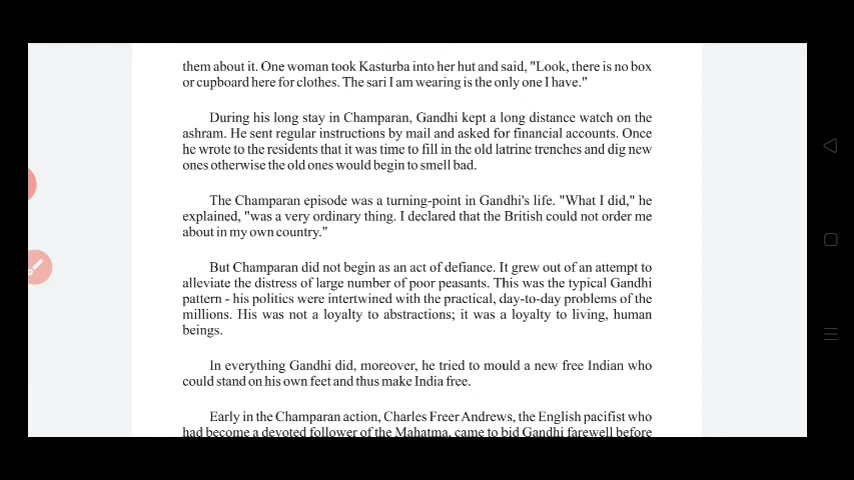 them about it. One woman took Kasturba into her hut and said, "Look, there is no box
or cupboard here for clothes. The sari I am wearing is the only one I have."
During his long stay in Champaran, Gandhi kept a long distance watch on the
ashram. He sent regular instructions by mail and asked for financial accounts. Once
he wrote to the residents that it was time to fill in the old latrine trenches and dig new
ones otherwise the old ones would begin to smell bad.
The Champaran episode was a turning-point in Gandhi's life. "What I did," he
explained, "was a very ordinary thing. I declared that the British could not order me
about in my own country."
But Champaran did not begin as an act of defiance. It grew out of an attempt to
alleviate the distress of large number of poor peasants. This was the typical Gandhi
pattern - his politics were intertwined with the practical, day-to-day problems of the
millions. His was not a loyalty to abstractions; it was a loyalty to living, human
beings.
In everything Gandhi did, moreover, he tried to mould a new free Indian who
could stand on his own feet and thus make India free.
Early in the Champaran action, Charles Freer Andrews, the English pacifist who
had become a devoted follower of the Mahatma, came to bid Gandhi farewell before